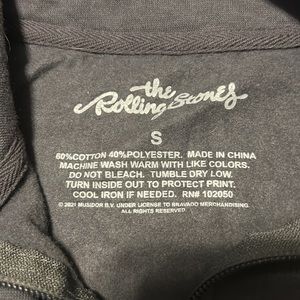 the
Rolling Stones
S
60%COTTON 40%POLYESTER. MADE IN CHINA
MACHINE WASH WARM WITH LIKE COLORS.
DO NOT BLEACH. TUMBLE DRY LOW.
TURN INSIDE OUT TO PROTECT PRINT.
COOL IRON IF NEEDED. RN# 102050
© 2021 MUSIDOR B.V. UNDER LICENSE TO BRAVADO MERCHANDISING.
ALL RIGHTS RESERVED.